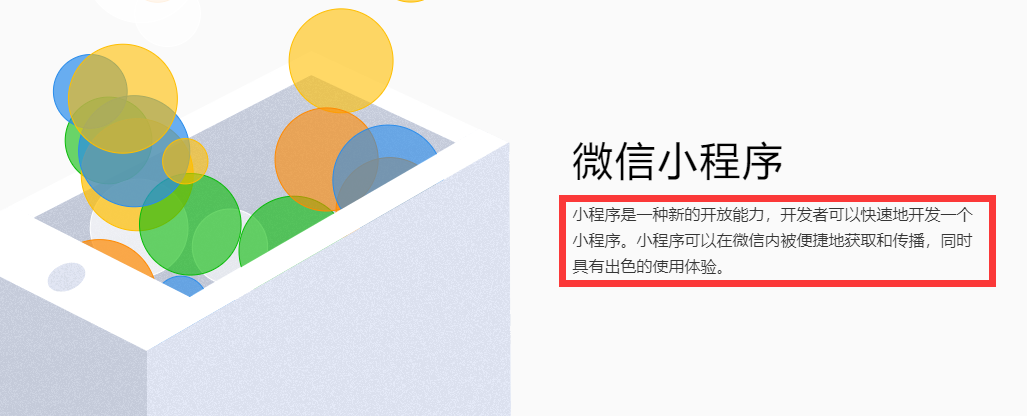 微信小程序
小程序是一种新的开放能力，开发者可以快速地开发一个
小程序。小程序可以在微信内被便捷地获取和传播，同时
具有出色的使用体验。